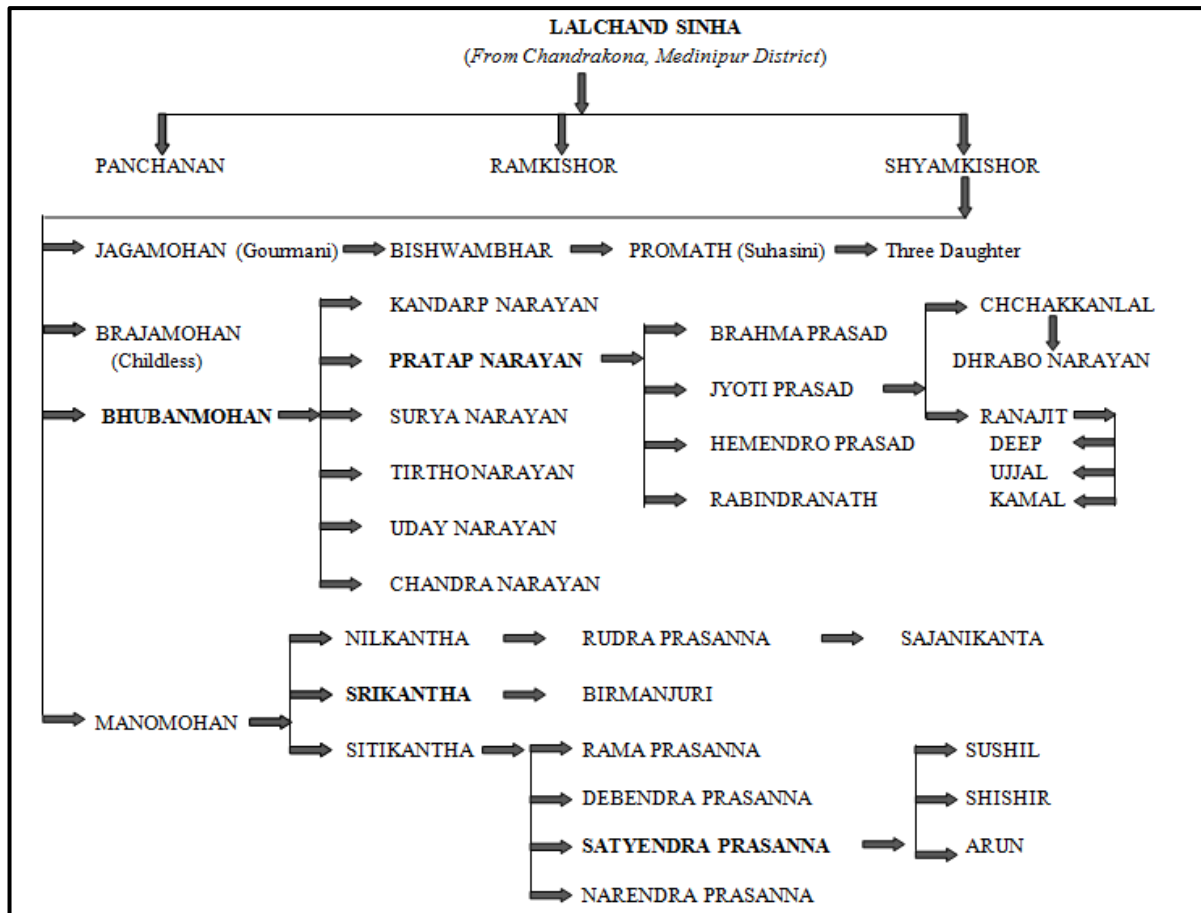 LALCHAND SINHA
(From Chandrakona, Medinipur District)
PANCHANAN RAMKISHOR SHYAMKISHOR
JAGAMOHAN (Gourmani) BISHWAMBHAR PROMATH (Suhasini) Three Daughter
KANDARP NARAYAN CHCHAKKANLAL
BRAJAMOHAN BRAHMA PRASAD
(Childless) PRATAP NARAYAN DHRABO NARAYAN
JYOTI PRASAD
BHUBANMOHAN SURYA NARAYAN RANAJIT
HEMENDRO PRASAD DEEP
TIRTHO NARAYAN UJJAL
RABINDRANATH KAMAL
UDAY NARAYAN
CHANDRA NARAYAN
NILKANTHA RUDRA PRASANNA SAJANIKANTA
SRIKANTHA BIRMANJURI
MANOMOHAN
SITIKANTHA RAMA PRASANNA SUSHIL
DEBENDRA PRASANNA SHISHIR
SATYENDRA PRASANNA ARUN
NARENDRA PRASANNA